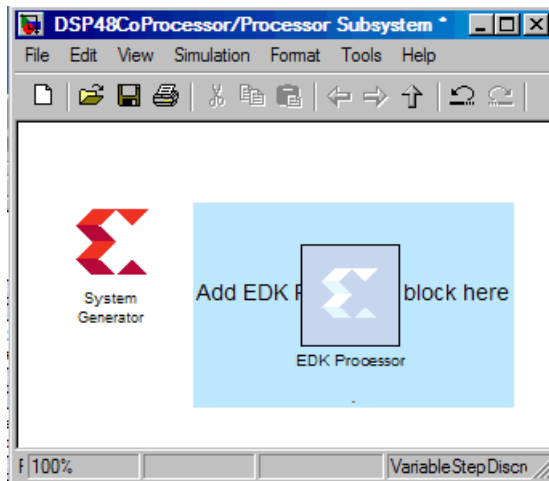 DSP48CoProcessor/Processor Subsystem *
File Edit View Simulation Format Tools Help
System
Generator
Add EDK block here
EDK Processor
100%
VariableStepDiscr